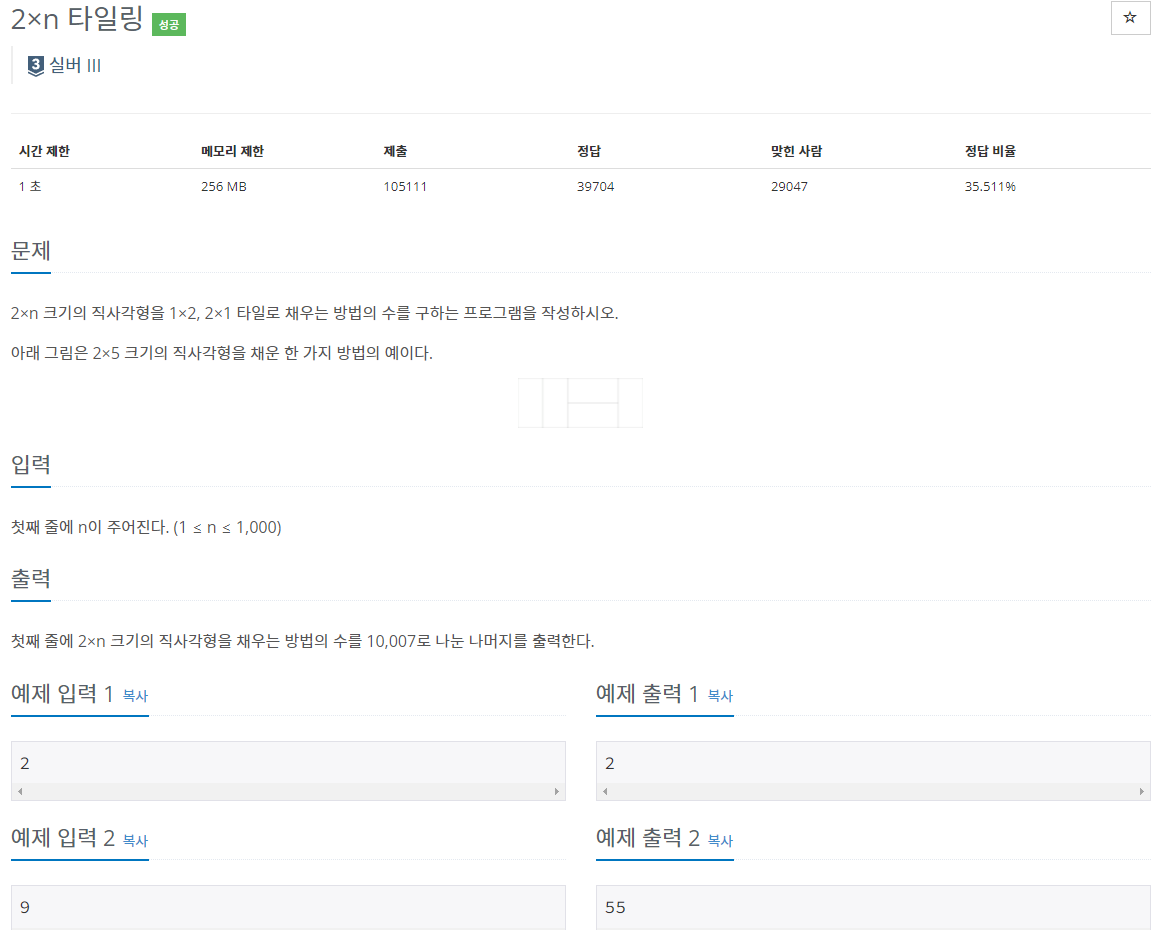 2×n 타일링 성공
☆
3 실버 III
시간 제한 메모리 제한 제출 정답 맞힌 사람 정답 비율
1 초 256 MB 105111 39704 29047 35.511%
문제
2×n 크기의 직사각형을 1×2, 2×1 타일로 채우는 방법의 수를 구하는 프로그램을 작성하시오.
아래 그림은 2×5 크기의 직사각형을 채운 한 가지 방법의 예이다.
입력
첫째 줄에 n이 주어진다. (1 ≤ n ≤ 1,000)
출력
첫째 줄에 2×n 크기의 직사각형을 채우는 방법의 수를 10,007로 나눈 나머지를 출력한다.
예제 입력 1 복사
2
예제 출력 1 복사
2
예제 입력 2 복사
9
예제 출력 2 복사
55